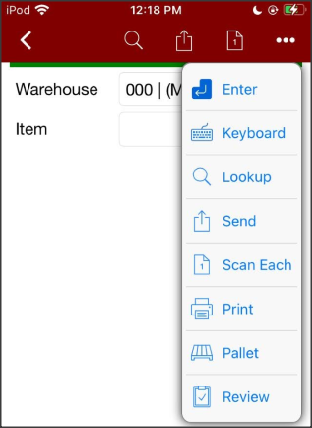 iPod 12:18 PM
1
Warehouse 000 | (M
Item
Enter
Keyboard
Lookup
Send
1 Scan Each
Print
Pallet
Review